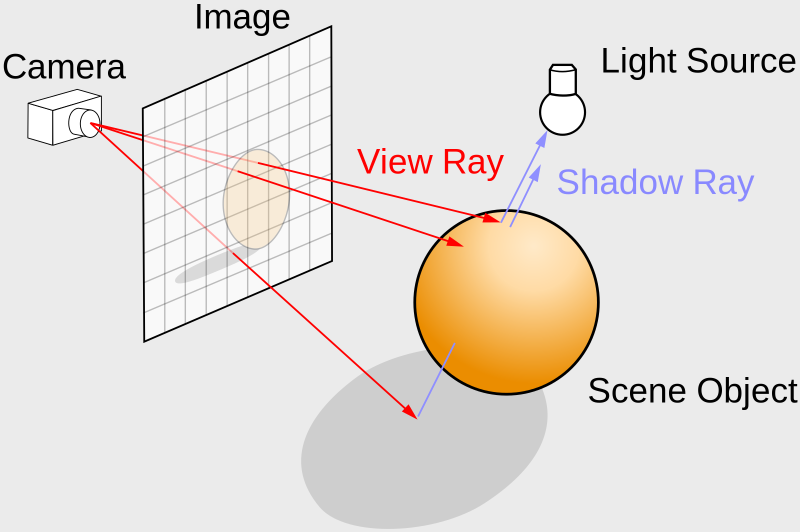 Image
Camera
Light Source
View Ray
Shadow Ray
Scene Object